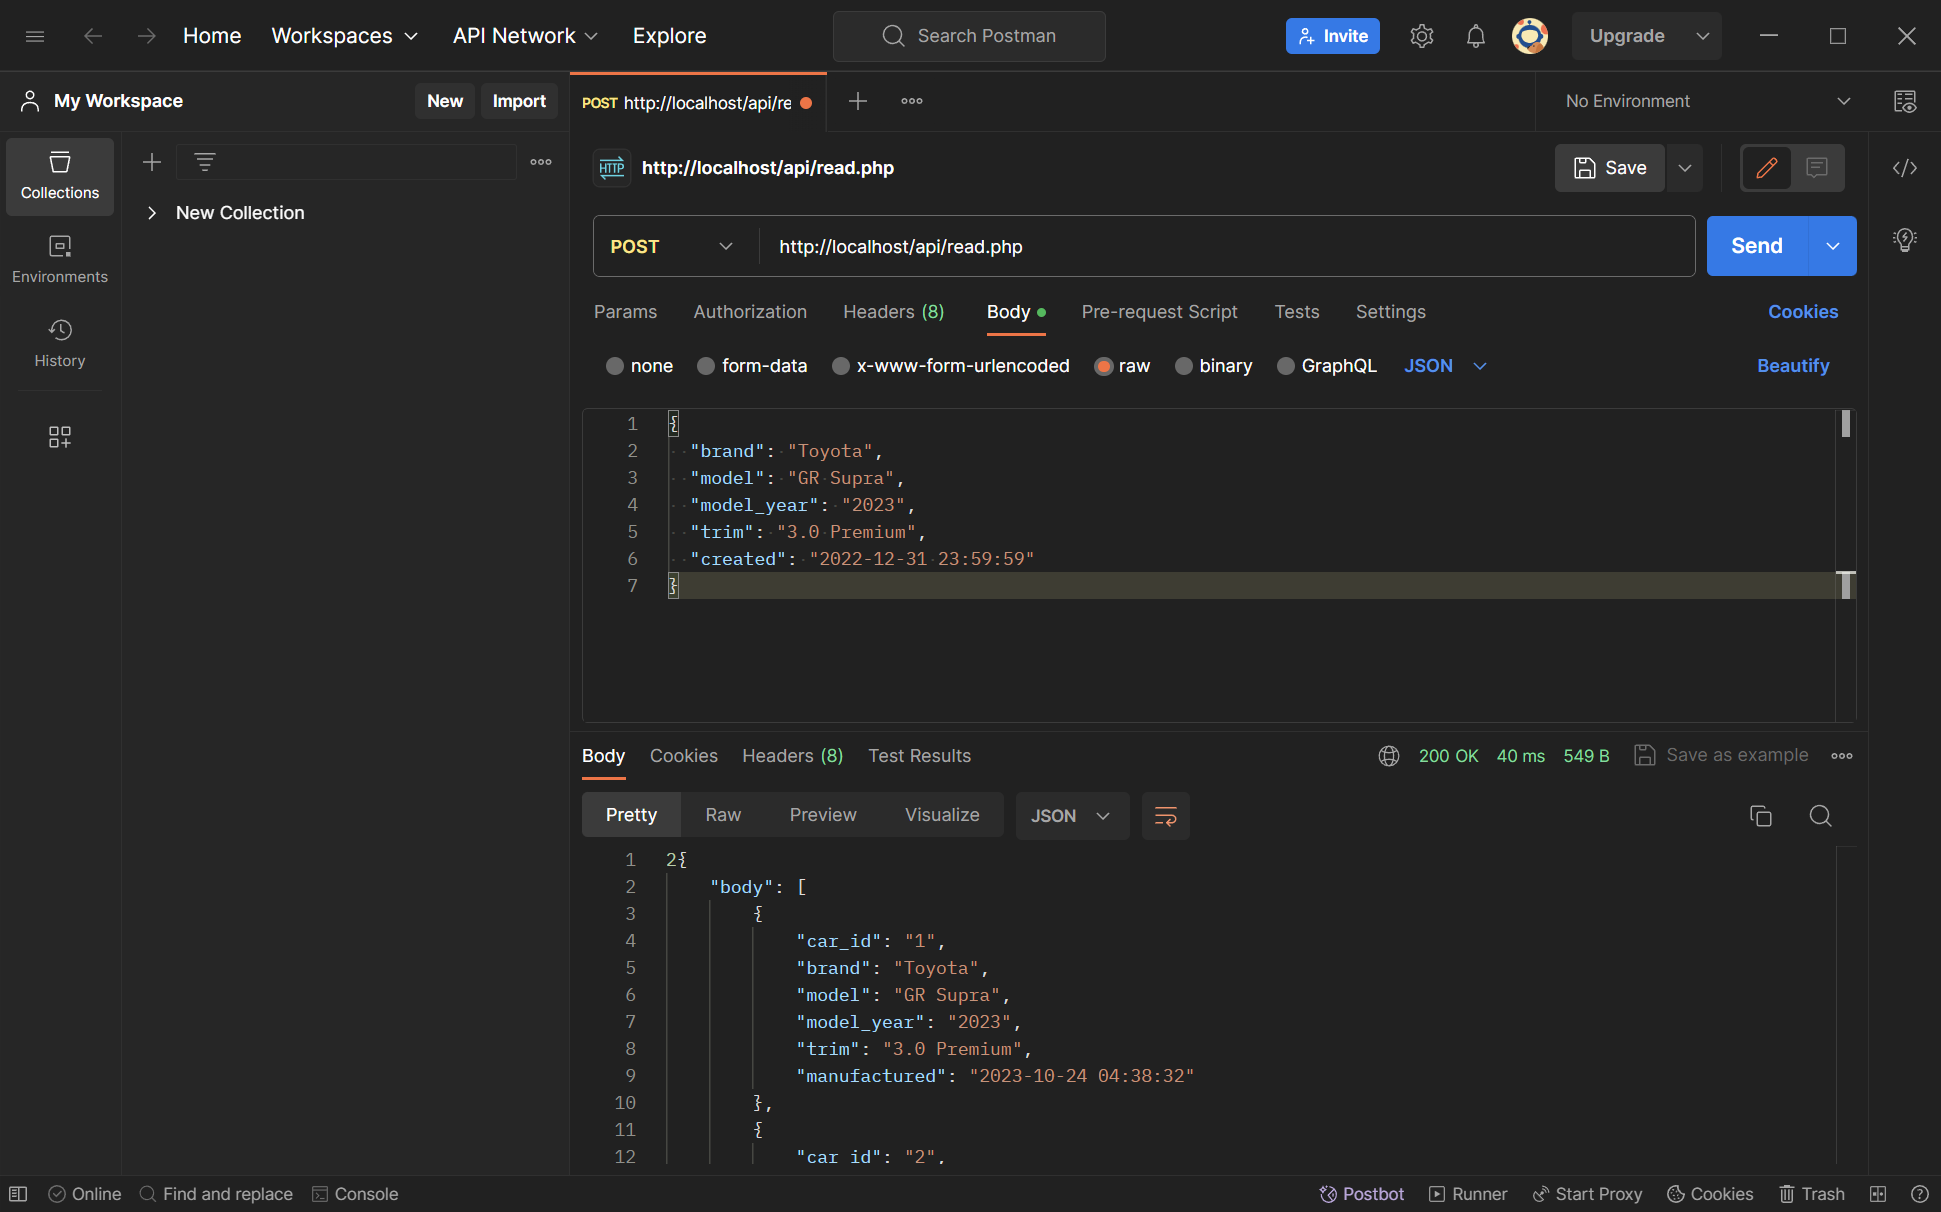 Home Workspaces API Network Explore Search Postman Invite Upgrade
My Workspace New Import POST http://localhost/api/re No Environment
Collections
Environments
History
New Collection
HTTP http://localhost/api/read.php Save
POST http://localhost/api/read.php Send
Params Authorization Headers (8) Body Pre-request Script Tests Settings Cookies
none form-data x-www-form-urlencoded raw binary GraphQL JSON Beautify
1 {
2 "brand": "Toyota",
3 "model": "GR Supra",
4 "model_year": "2023",
5 "trim": "3.0 Premium",
6 "created": "2022-12-31 23:59:59"
7 }
Body Cookies Headers (8) Test Results 200 OK 40 ms 549 B Save as example
Pretty Raw Preview Visualize JSON
1 2{
2 "body": [
3 {
4 "car_id": "1",
5 "brand": "Toyota",
6 "model": "GR Supra",
7 "model_year": "2023",
8 "trim": "3.0 Premium",
9 "manufactured": "2023-10-24 04:38:32"
10 },
11 {
12 "car_id": "2",
Online Find and replace Console Postbot Runner Start Proxy Cookies Trash